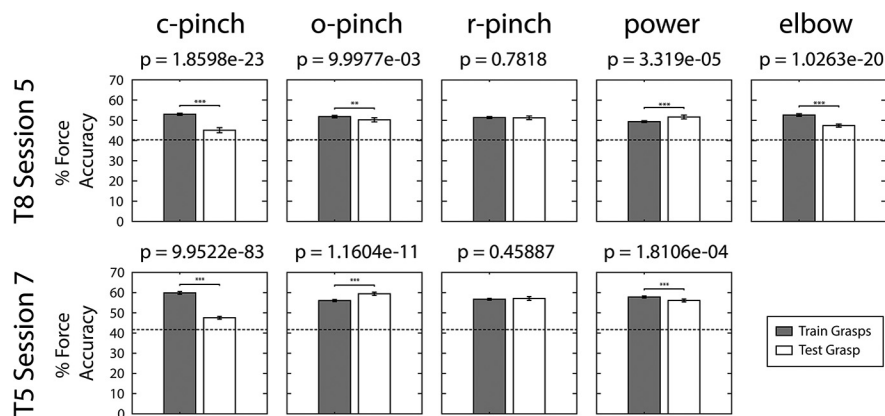 c-pinch o-pinch r-pinch power elbow
p = 1.8598e-23 p = 9.9977e-03 p = 0.7818 p = 3.319e-05 p = 1.0263e-20
T8 Session 5
% Force
Accuracy
70
60
50
40
30
20
10
0
*** ** *** ***
p = 9.9522e-83 p = 1.1604e-11 p = 0.45887 p = 1.8106e-04
T5 Session 7
% Force
Accuracy
70
60
50
40
30
20
10
0
*** *** ***
Train Grasps
Test Grasp